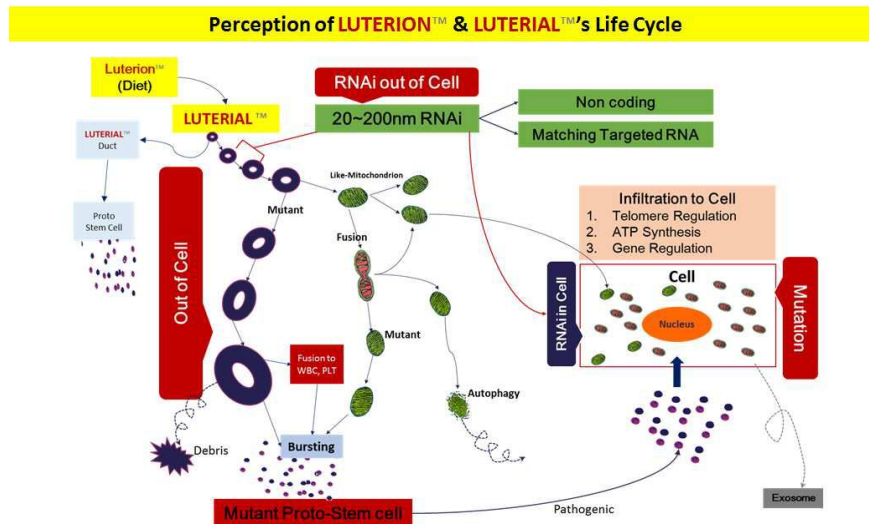 Perception of LUTERION™ & LUTERIAL™'s Life Cycle
Luterion™
(Diet)
LUTERIAL™
RNAi out of Cell
20~200nm RNAi
Non coding
Matching Targeted RNA
LUTERIAL™
Duct
Proto
Stem Cell
Out of Cell
Mutant
Like-Mitochondrion
Fusion
Mutant
Autophagy
Fusion to
WBC, PLT
Debris
Bursting
Mutant Proto-Stem cell
Pathogenic
Infiltration to Cell
1. Telomere Regulation
2. ATP Synthesis
3. Gene Regulation
RNAi in Cell
Cell
Nucleus
Mutation
Exosome